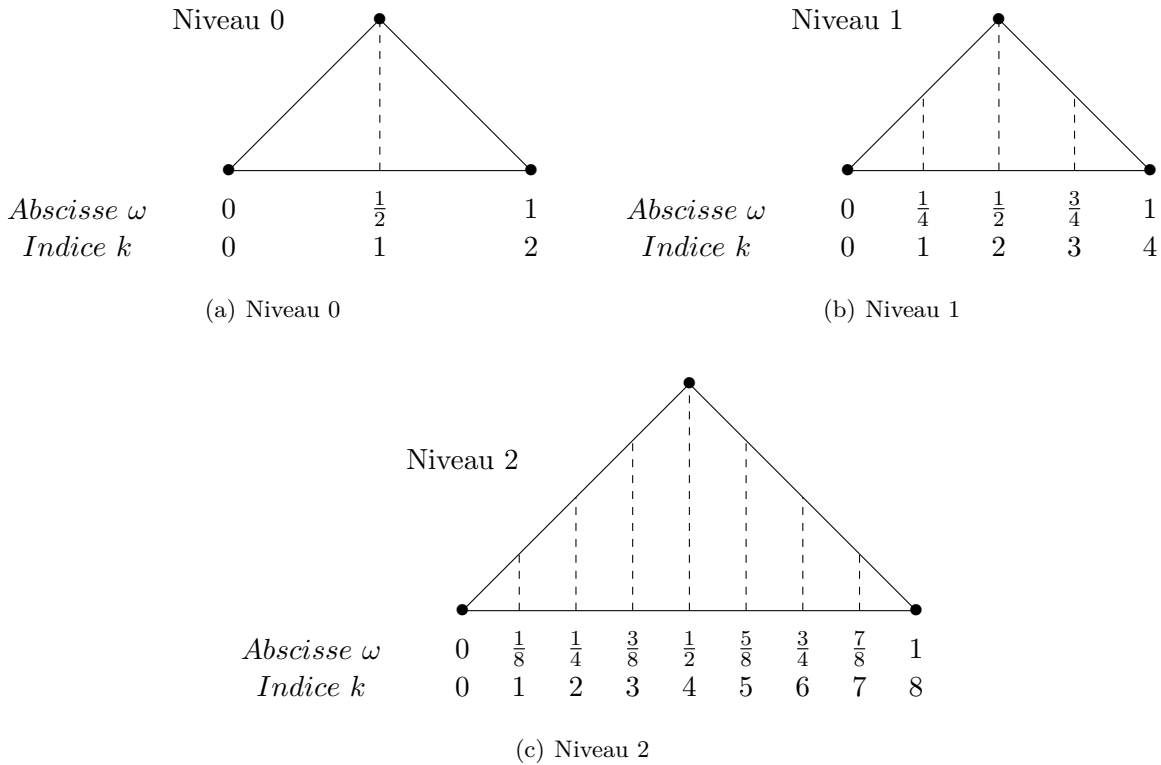 Niveau 0
Abscisse ω 0 1/2 1
Indice k 0 1 2
(a) Niveau 0
Niveau 1
Abscisse ω 0 1/4 1/2 3/4 1
Indice k 0 1 2 3 4
(b) Niveau 1
Niveau 2
Abscisse ω 0 1/8 1/4 3/8 1/2 5/8 3/4 7/8 1
Indice k 0 1 2 3 4 5 6 7 8
(c) Niveau 2